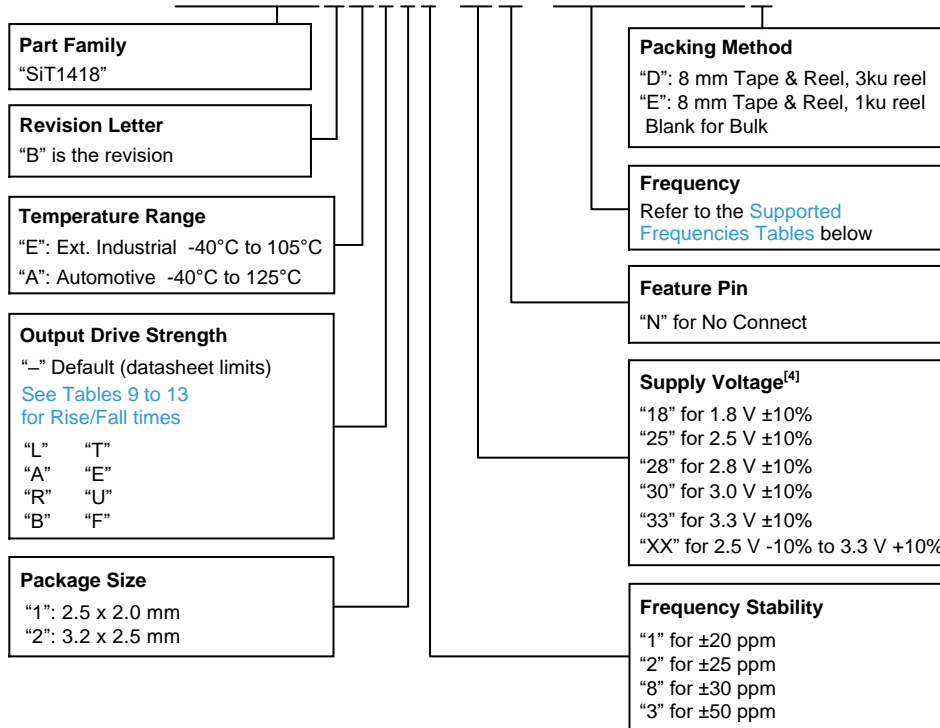 Part Family
“SiT1418”
Revision Letter
“B” is the revision
Temperature Range
“E”: Ext. Industrial -40°C to 105°C
“A”: Automotive -40°C to 125°C
Output Drive Strength
“–” Default (datasheet limits)
See Tables 9 to 13
for Rise/Fall times
“L” “T”
“A” “E”
“R” “U”
“B” “F”
Package Size
“1”: 2.5 x 2.0 mm
“2”: 3.2 x 2.5 mm
Packing Method
“D”: 8 mm Tape & Reel, 3ku reel
“E”: 8 mm Tape & Reel, 1ku reel
Blank for Bulk
Frequency
Refer to the Supported
Frequencies Tables below
Feature Pin
“N” for No Connect
Supply Voltage[4]
“18” for 1.8 V ±10%
“25” for 2.5 V ±10%
“28” for 2.8 V ±10%
“30” for 3.0 V ±10%
“33” for 3.3 V ±10%
“XX” for 2.5 V -10% to 3.3 V +10%
Frequency Stability
“1” for ±20 ppm
“2” for ±25 ppm
“8” for ±30 ppm
“3” for ±50 ppm